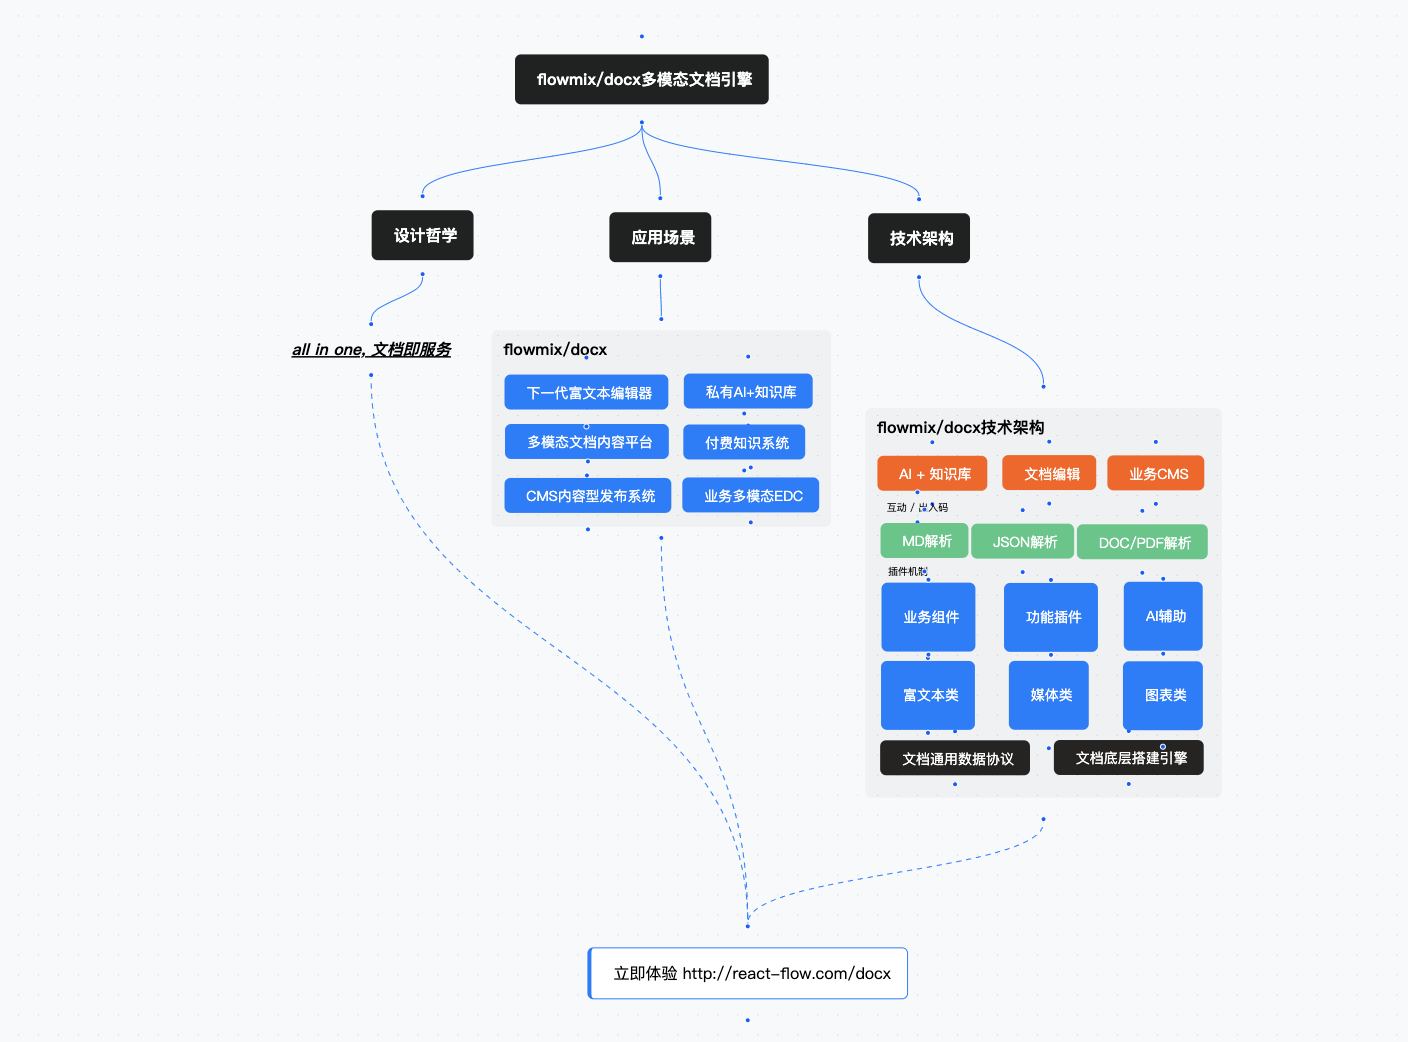 flowmix/docx多模态文档引擎
设计哲学
应用场景
技术架构
all in one, 文档即服务
flowmix/docx
下一代富文本编辑器
私有AI+知识库
多模态文档内容平台
付费知识系统
CMS内容型发布系统
业务多模态EDC
flowmix/docx技术架构
AI + 知识库
文档编辑
业务CMS
互动 / 出入码
MD解析
JSON解析
DOC/PDF解析
插件机制
业务组件
功能插件
AI辅助
富文本类
媒体类
图表类
文档通用数据协议
文档底层搭建引擎
立即体验 http://react-flow.com/docx